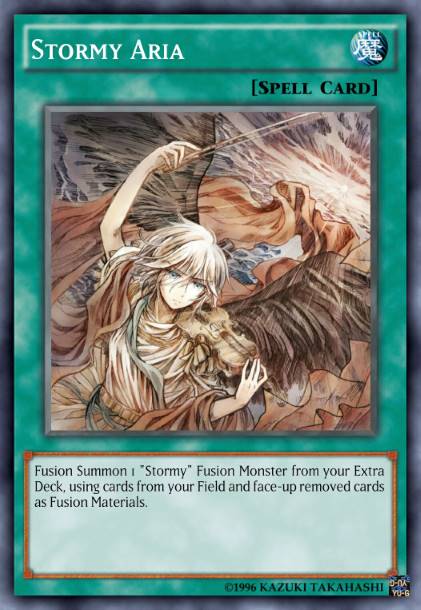 Stormy Aria
魔
[Spell Card]
Fusion Summon 1 "Stormy" Fusion Monster from your Extra
Deck, using cards from your Field and face-up removed cards
as Fusion Materials.
©1996 KAZUKI TAKAHASHI